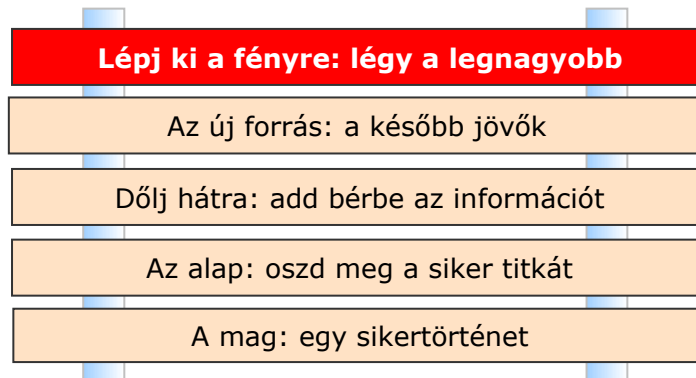 Lépj ki a fényre: légy a legnagyobb
Az új forrás: a később jövők
Dőlj hátra: add bérbe az információt
Az alap: oszd meg a siker titkát
A mag: egy sikertörténet